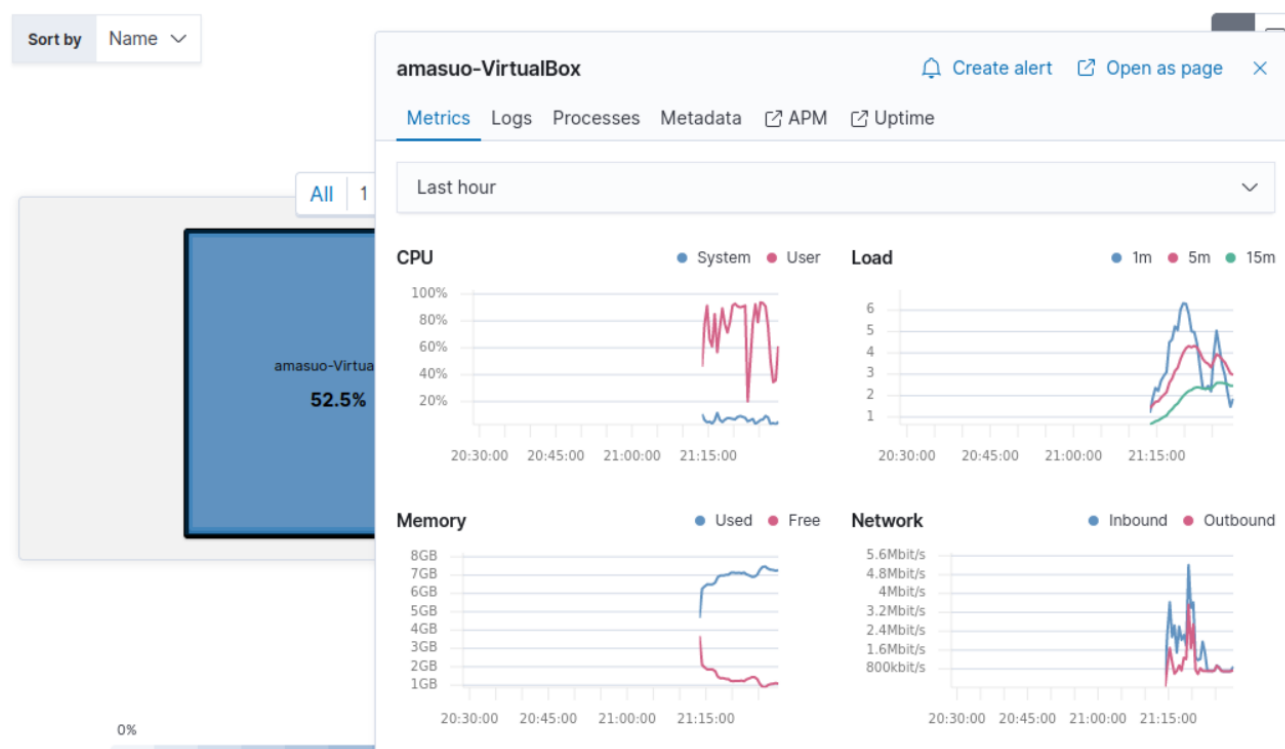 Sort by Name
amasuo-VirtualBox Create alert Open as page
Metrics Logs Processes Metadata APM Uptime
Last hour
All 1
amasuo-Virtua
52.5%
0%
CPU System User
100%
80%
60%
40%
20%
20:30:00 20:45:00 21:00:00 21:15:00
Load 1m 5m 15m
6
5
4
3
2
1
20:30:00 20:45:00 21:00:00 21:15:00
Memory Used Free
8GB
7GB
6GB
5GB
4GB
3GB
2GB
1GB
20:30:00 20:45:00 21:00:00 21:15:00
Network Inbound Outbound
5.6Mbit/s
4.8Mbit/s
4Mbit/s
3.2Mbit/s
2.4Mbit/s
1.6Mbit/s
800kbit/s
20:30:00 20:45:00 21:00:00 21:15:00